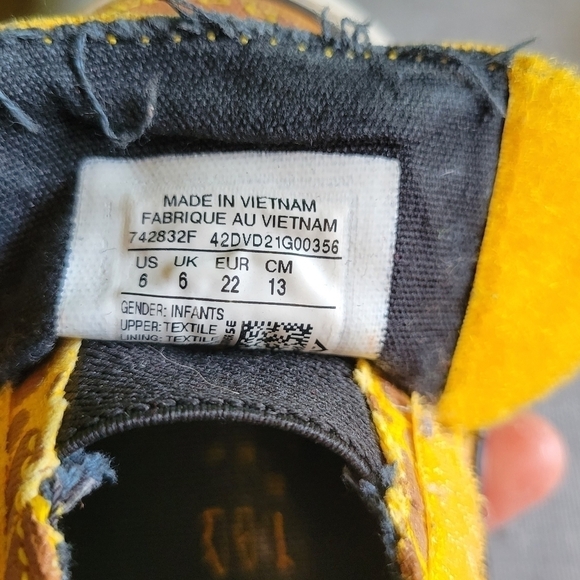 MADE IN VIETNAM
FABRIQUE AU VIETNAM
742832F 42DVD21G00356
US UK EUR CM
6 6 22 13
GENDER: INFANTS
UPPER: TEXTILE
LINING: TEXTILE